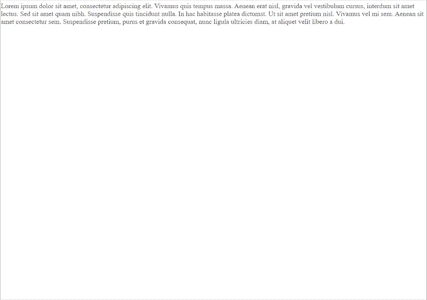 Lorem ipsum dolor sit amet, consectetur adipiscing elit. Vivamus quis tempus massa. Aenean erat nisl, gravida vel vestibulum cursus, interdum sit amet
lectus. Sed sit amet quam nibh. Suspendisse quis tincidunt nulla. In hac habitasse platea dictumst. Ut sit amet pretium nisl. Vivamus vel mi sem. Aenean sit
amet consectetur sem. Suspendisse pretium, purus et gravida consequat, nunc ligula ultricies diam, at aliquet velit libero a dui.